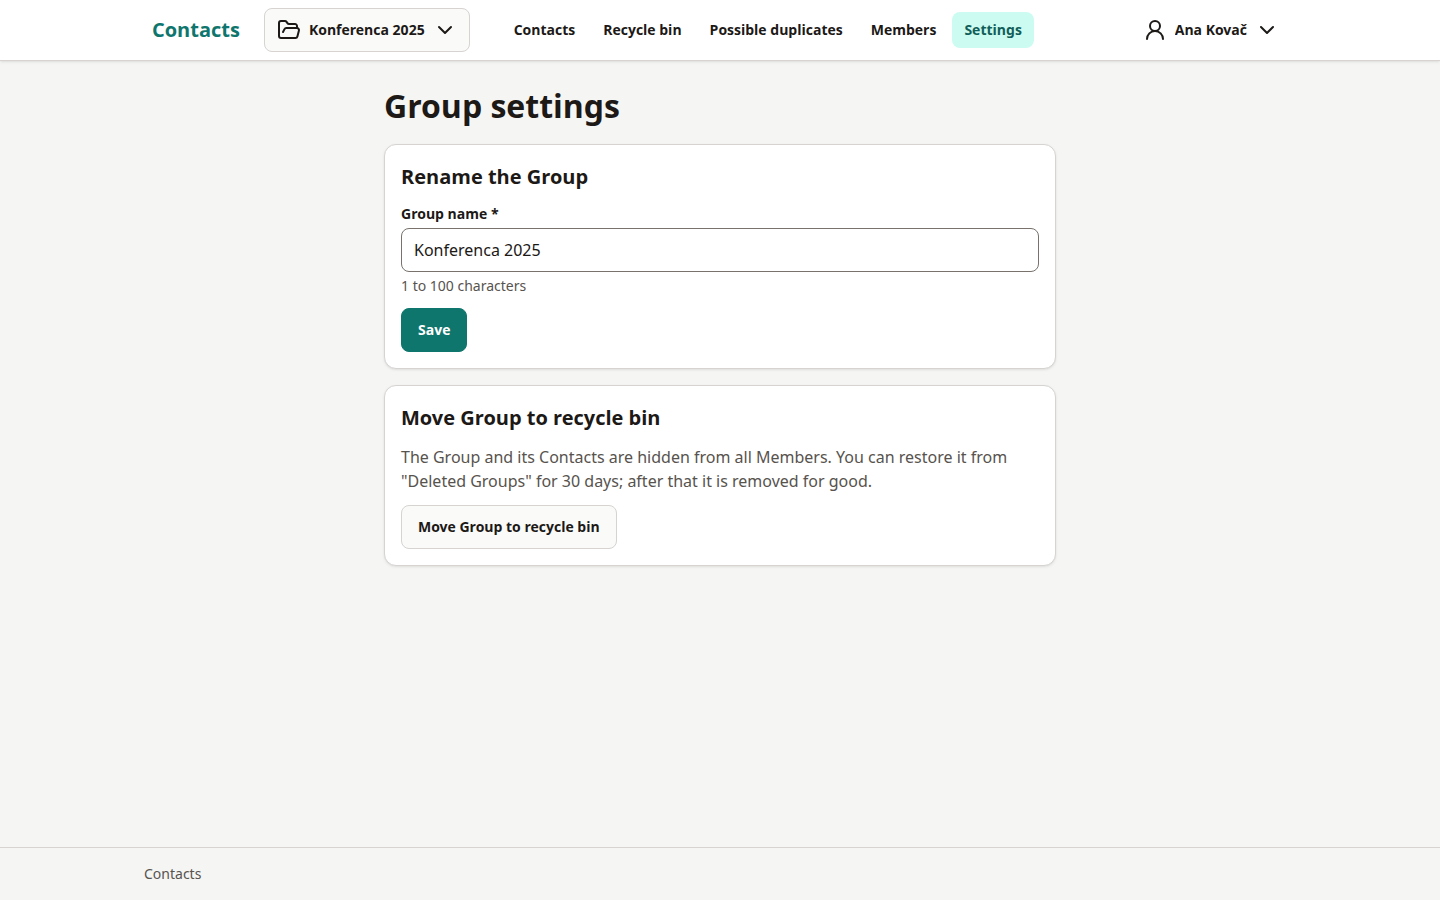 Contacts
Konferenca 2025
Contacts
Recycle bin
Possible duplicates
Members
Settings
Ana Kovač
Group settings
Rename the Group
Group name *
Konferenca 2025
1 to 100 characters
Save
Move Group to recycle bin
The Group and its Contacts are hidden from all Members. You can restore it from
"Deleted Groups" for 30 days; after that it is removed for good.
Move Group to recycle bin
Contacts